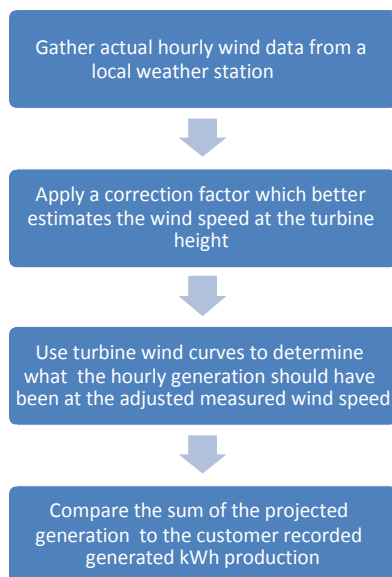 Gather actual hourly wind data from a
local weather station
Apply a correction factor which better
estimates the wind speed at the turbine
height
Use turbine wind curves to determine
what the hourly generation should have
been at the adjusted measured wind speed
Compare the sum of the projected
generation to the customer recorded
generated kWh production